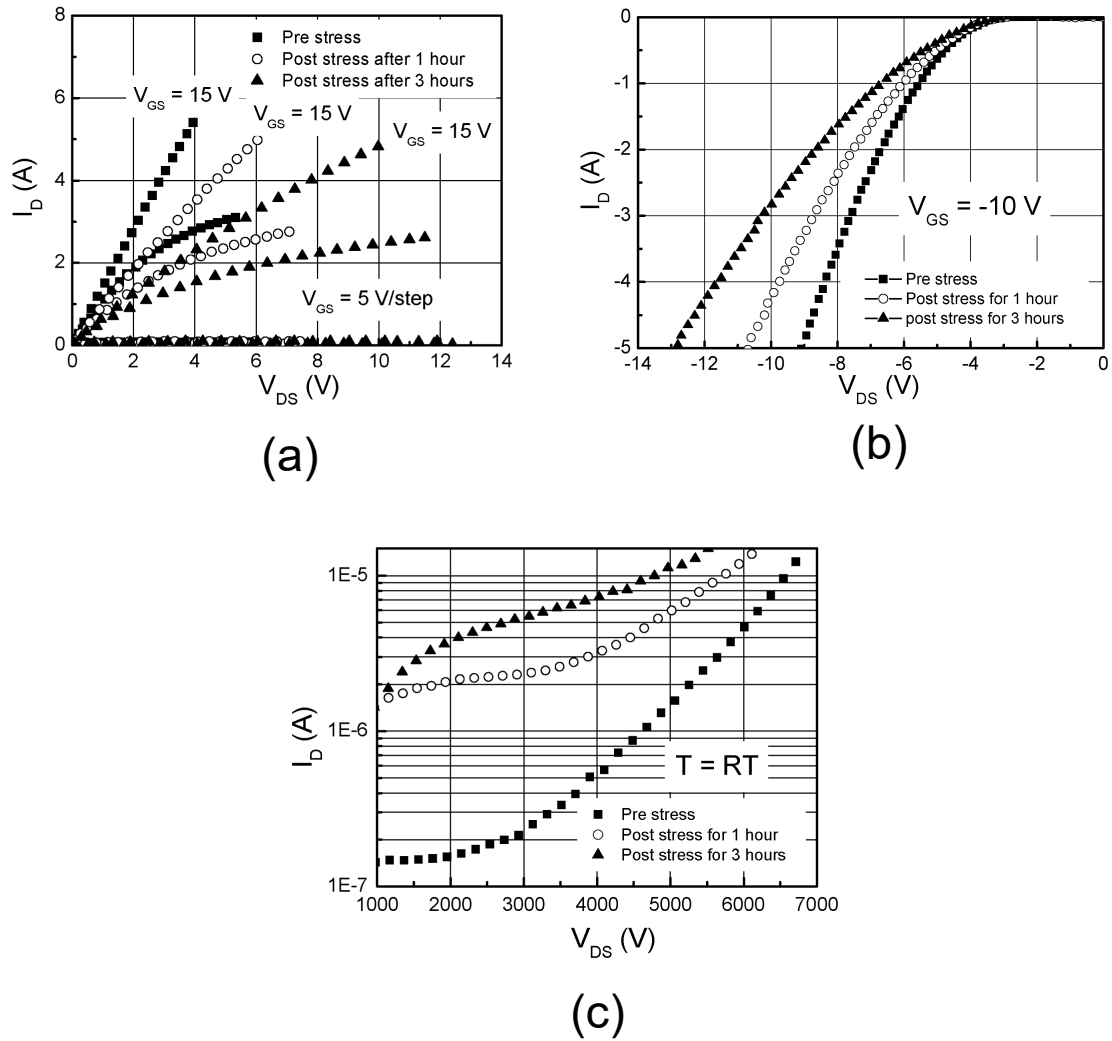 8
6
4
2
0
I_D (A)
Pre stress
Post stress after 1 hour
Post stress after 3 hours
V_GS = 15 V
V_GS = 15 V
V_GS = 15 V
V_GS = 5 V/step
0 2 4 6 8 10 12 14
V_DS (V)
(a)
0
-1
-2
-3
-4
-5
I_D (A)
V_GS = -10 V
Pre stress
Post stress for 1 hour
post stress for 3 hours
-14 -12 -10 -8 -6 -4 -2 0
V_DS (V)
(b)
1E-5
1E-6
1E-7
I_D (A)
T = RT
Pre stress
Post stress for 1 hour
Post stress for 3 hours
1000 2000 3000 4000 5000 6000 7000
V_DS (V)
(c)